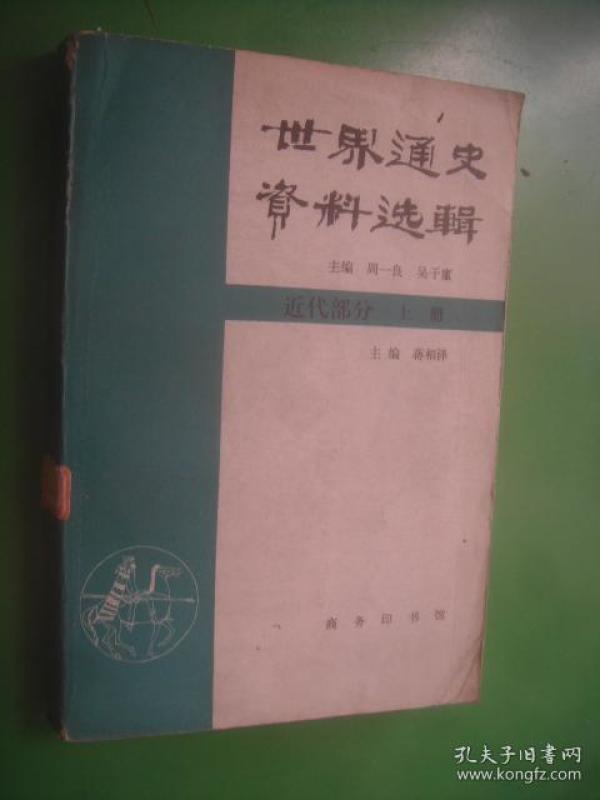 世界通史
資料选輯
主编 周一良 吴于廑
近代部分 上册
主编 蒋相泽
商务印书馆
孔夫子旧书网
www.kongfz.com